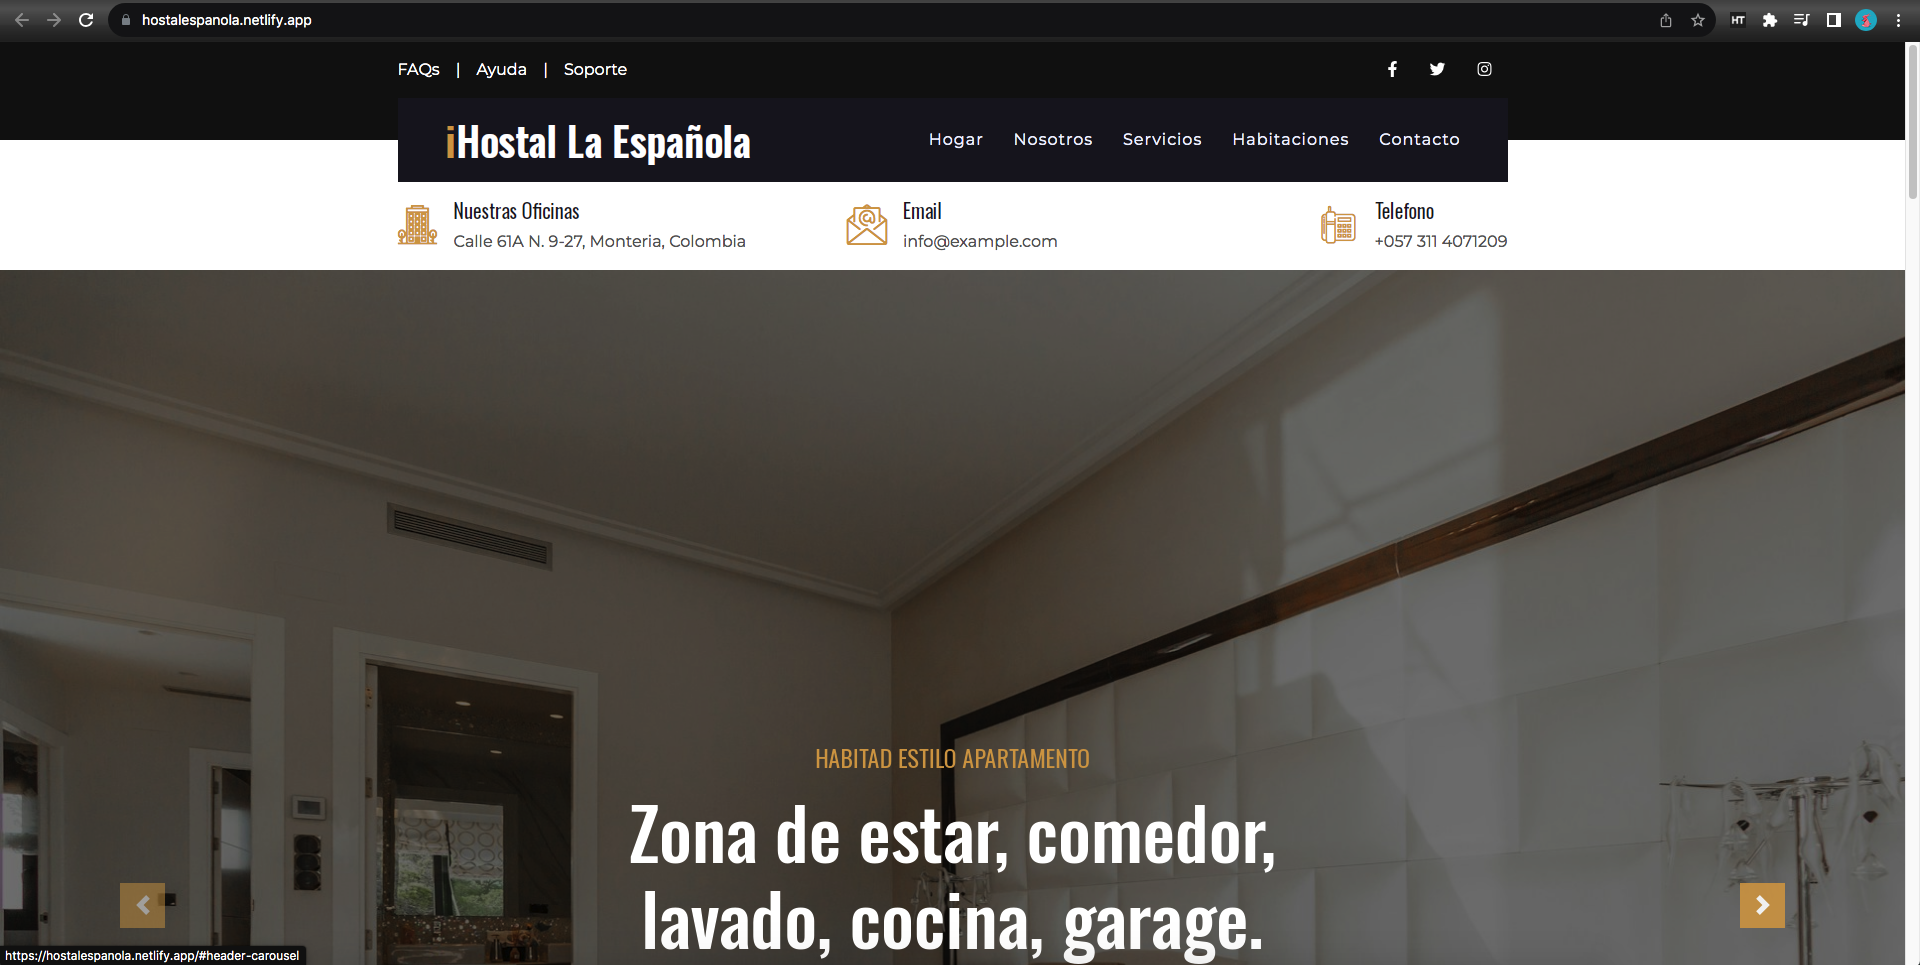 hostalespanola.netlify.app
HT
FAQs | Ayuda | Soporte
iHostal La Española
Hogar Nosotros Servicios Habitaciones Contacto
Nuestras Oficinas
Calle 61A N. 9-27, Monteria, Colombia
Email
info@example.com
Telefono
+057 311 4071209
HABITAD ESTILO APARTAMENTO
Zona de estar, comedor,
lavado, cocina, garage.
https://hostalespanola.netlify.app/#header-carousel